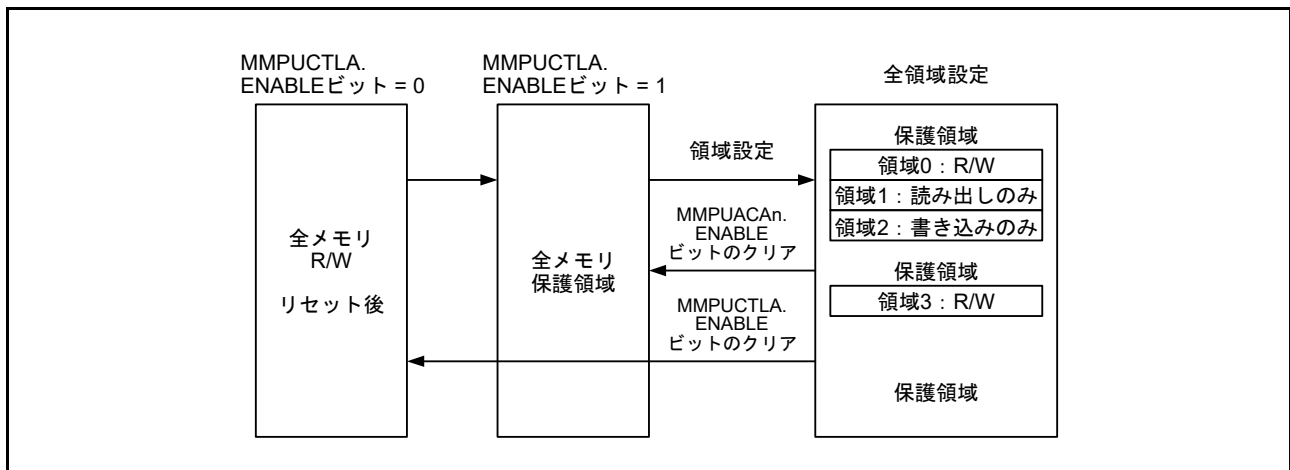 MMPUCTLA.
ENABLEビット = 0
MMPUCTLA.
ENABLEビット = 1
全領域設定
全メモリ
R/W
リセット後
全メモリ
保護領域
領域設定
MMPUACAn.
ENABLE
ビットのクリア
MMPUCTLA.
ENABLE
ビットのクリア
保護領域
領域0：R/W
領域1：読み出しのみ
領域2：書き込みのみ
保護領域
領域3：R/W
保護領域